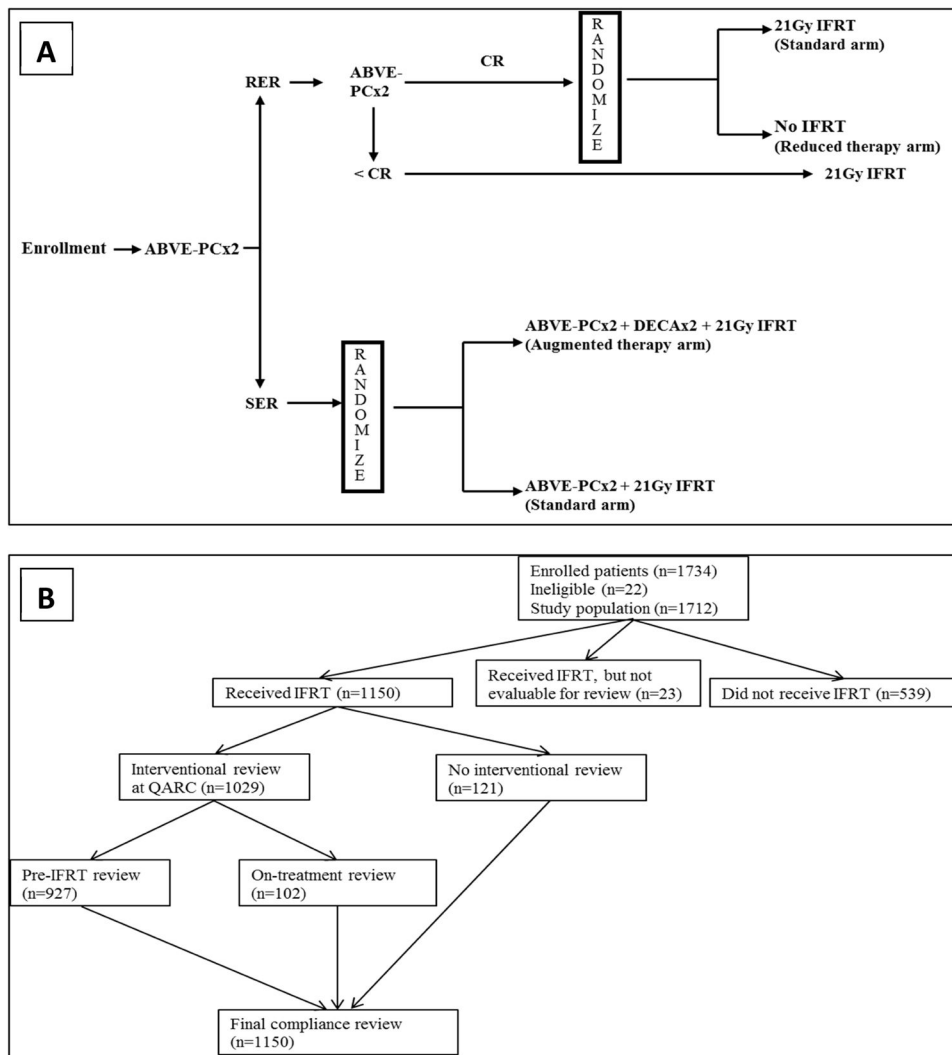 A
RER
ABVE-
PCx2
CR
RANDOMIZE
21Gy IFRT
(Standard arm)
No IFRT
(Reduced therapy arm)
< CR
21Gy IFRT
Enrollment
ABVE-PCx2
SER
RANDOMIZE
ABVE-PCx2 + DECAx2 + 21Gy IFRT
(Augmented therapy arm)
ABVE-PCx2 + 21Gy IFRT
(Standard arm)
B
Enrolled patients (n=1734)
Ineligible (n=22)
Study population (n=1712)
Received IFRT (n=1150)
Received IFRT, but not
evaluable for review (n=23)
Did not receive IFRT (n=539)
Interventional review
at QARC (n=1029)
No interventional review
(n=121)
Pre-IFRT review
(n=927)
On-treatment review
(n=102)
Final compliance review
(n=1150)